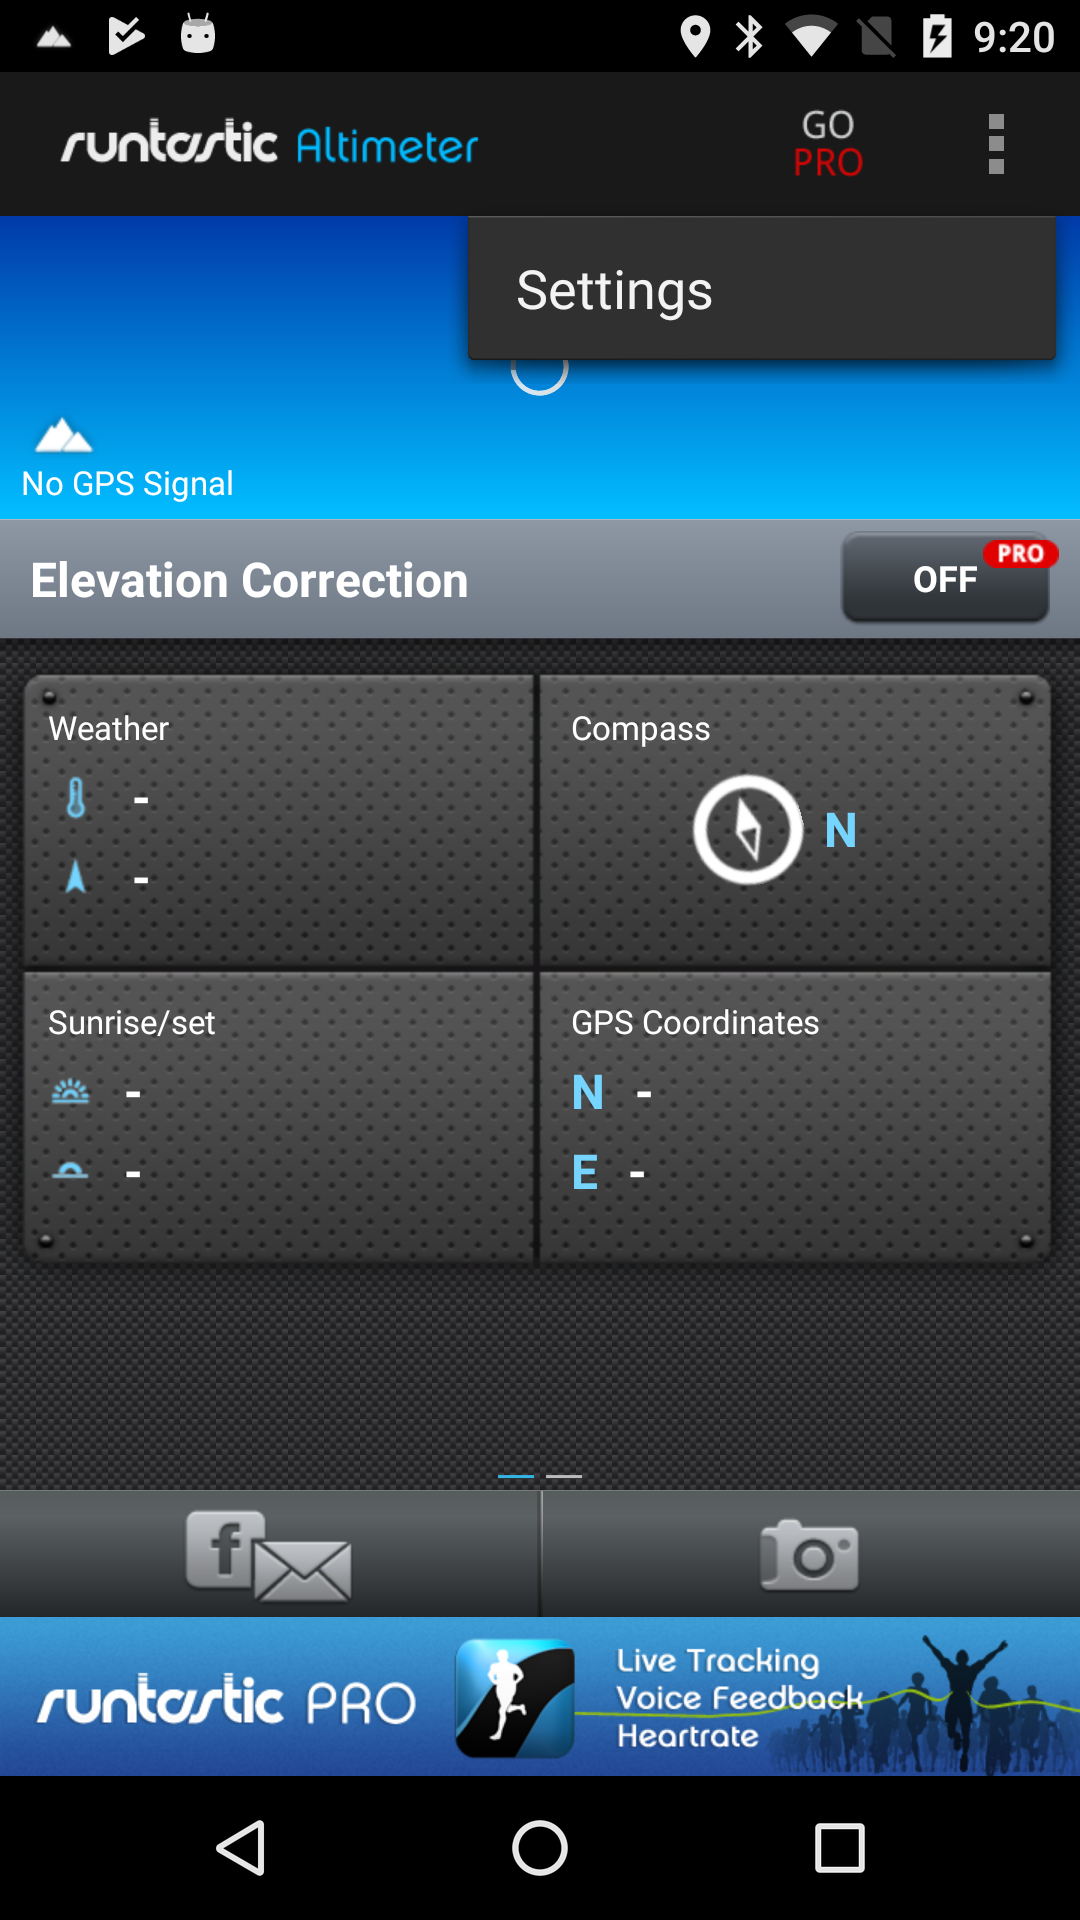 9:20
runtastic Altimeter
GO
PRO
Settings
No GPS Signal
Elevation Correction
OFF
PRO
Weather
-
-
Compass
N
Sunrise/set
-
-
GPS Coordinates
N -
E -
f
runtastic PRO
Live Tracking
Voice Feedback
Heartrate